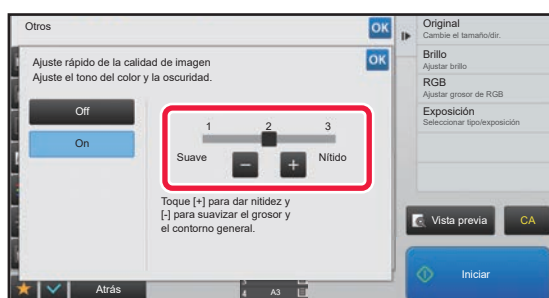 Otros
OK
Ajuste rápido de la calidad de imagen
Ajuste el tono del color y la oscuridad.
OK
Off
On
1 2 3
Suave
Nítido
Toque [+] para dar nitidez y
[-] para suavizar el grosor y
el contorno general.
Atrás
A3
Original
Cambie el tamaño/dir.
Brillo
Ajustar brillo
RGB
Ajustar grosor de RGB
Exposición
Seleccionar tipo/exposición
Vista previa
CA
Iniciar